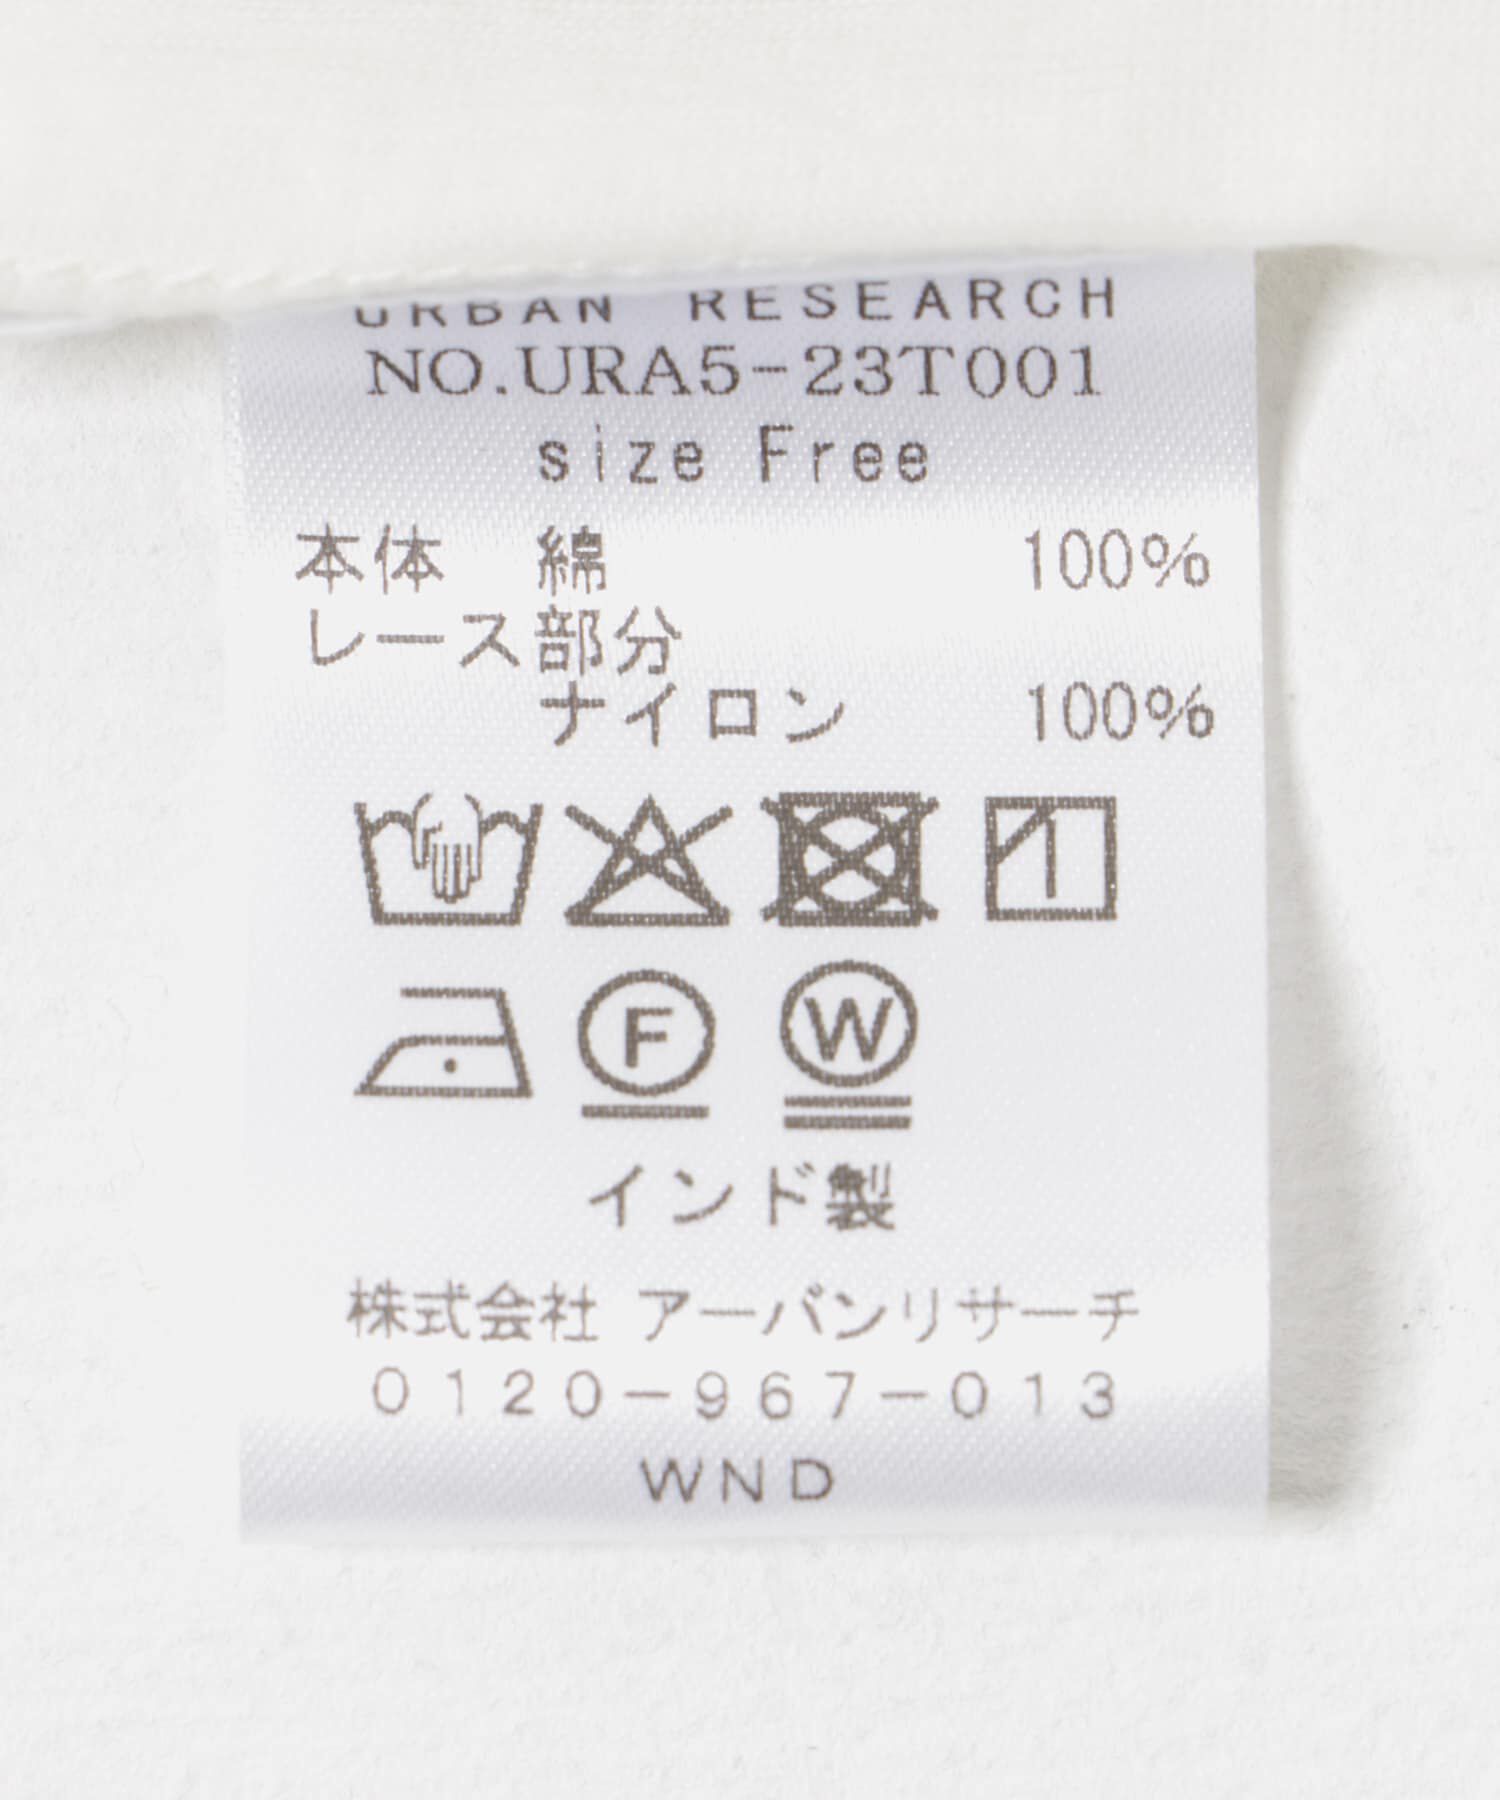 URBAN RESEARCH
NO.URA5-23T001
size Free
本体 綿 100%
レース部分
ナイロン 100%
F W
インド製
株式会社 アーバンリサーチ
0120-967-013
WND